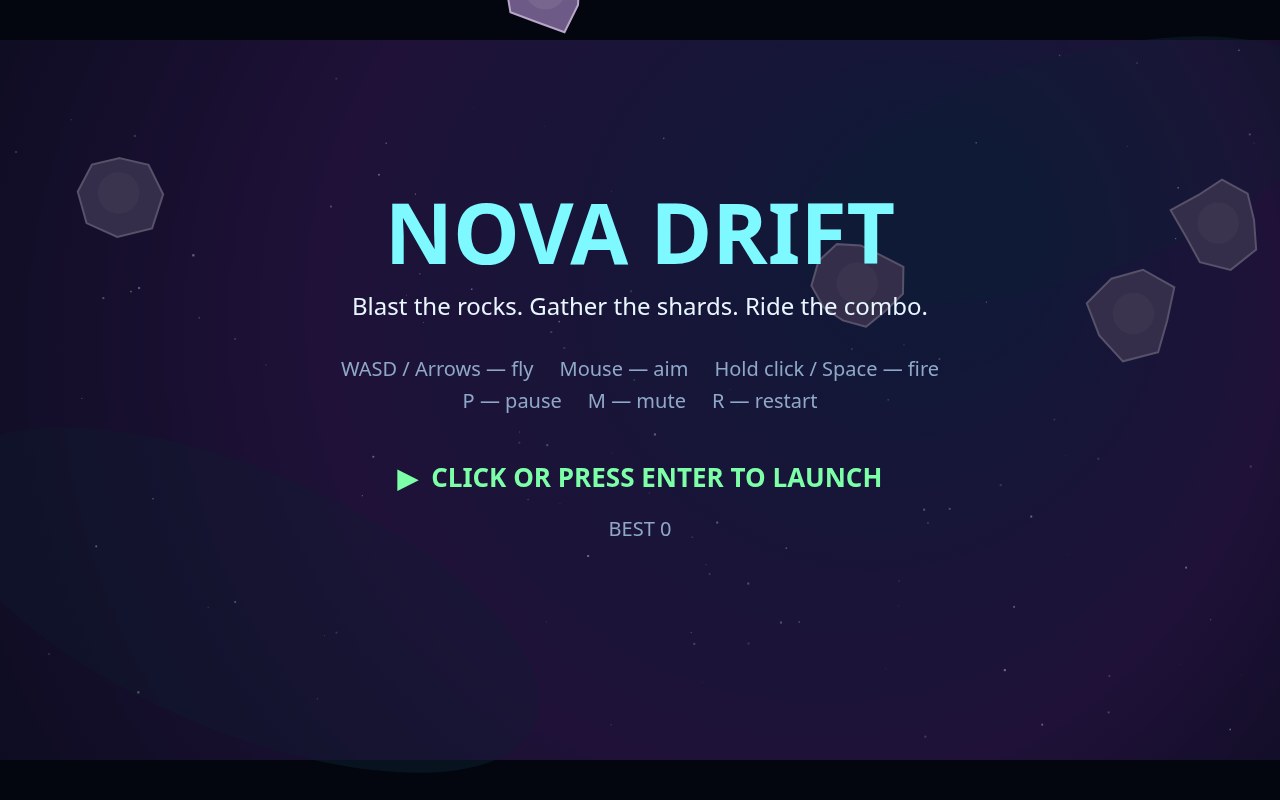 NOVA DRIFT
Blast the rocks. Gather the shards. Ride the combo.
WASD / Arrows — fly Mouse — aim Hold click / Space — fire
P — pause M — mute R — restart
▶ CLICK OR PRESS ENTER TO LAUNCH
BEST 0